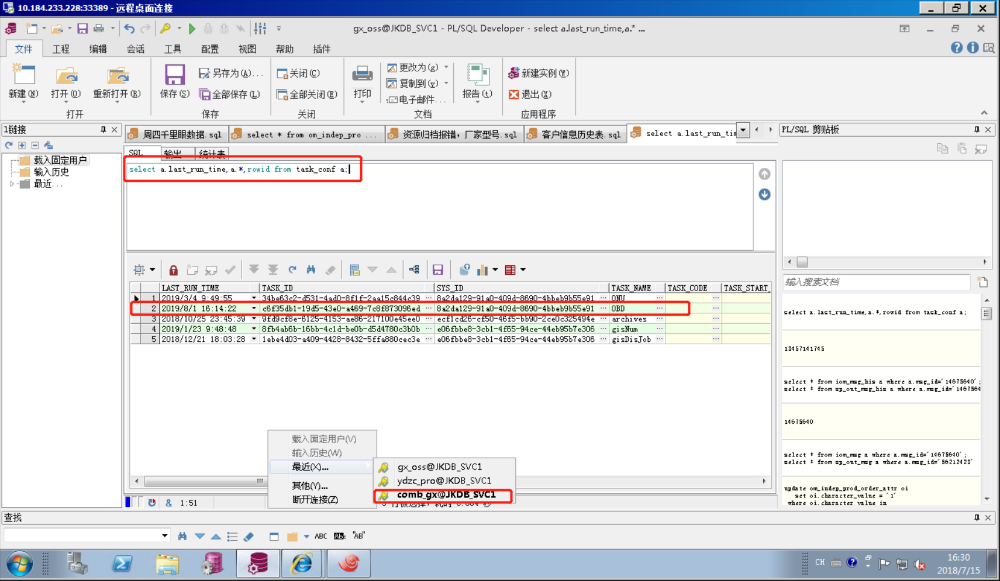 10.184.233.228:33389 - 远程桌面连接
gx_oss@JKDB_SVC1 - PL/SQL Developer - select a.last_run_time,a.* ...
文件 工程 编辑 会话 工具 配置 视图 帮助 插件
新建(N) 打开(O) 重新打开(R)
打开
保存(S) 另存为(A)... 全部保存(L)
保存
关闭(C) 全部关闭(E)
关闭
打印 更改为(g) 复制到(y) 电子邮件... 报告(t)
文档
新建实例(W) 退出(X)
应用程序
1链接
载入固定用户
输入历史
最近...
周四千里眼数据.sql select * from om_indep_pro ... 资源归档报错，厂家型号.sql 客户信息历史表.sql select a.last_run_tim
SQL 输出 统计表
select a.last_run_time,a.*,rowid from task_conf a;
LAST_RUN_TIME TASK_ID SYS_ID TASK_NAME TASK_CODE TASK_START_
1 2019/3/4 9:49:55 34be63c2-d531-4ad0-8f1f-2aa15c844c39 8a2da129-91a0-409d-8690-4bbeb9b55e91 ONU
2 2019/8/1 16:14:22 c6f35db1-19d5-43e0-a469-7c8f873096ed 8a2da129-91a0-409d-8690-4bbeb9b55e91 OBD
3 2018/10/25 23:45:39 9fd9cf8e-6125-4153-ae86-217100e45ee0 ecf1cd26-cf50-46f5-bb90-2ce0c325494e archives
4 2019/1/23 9:48:48 8fb4ab6b-16bb-4c1d-be0b-d5d4780c3b0b e06fbbe8-3cb1-4f65-94ce-44eb95b7e306 gisNum
5 2018/12/21 18:03:28 1ebe4d03-a409-4428-8432-5ffa880cec3e e06fbbe8-3cb1-4f65-94ce-44eb95b7e306 gisDisJob
载入固定用户(V)
输入历史(W)
最近(X)...
其他(Y)...
断开连接(Z)
gx_oss@JKDB_SVC1
ydzc_pro@JKDB_SVC1
comb_gx@JKDB_SVC1
& 1:51
PL/SQL 剪贴板
输入搜索文档
select a.last_run_time,a.*,rowid from task_conf a;
13457141745
select * from iom_msg_his a where a.msg_id='14675640';
select * from sp_out_msg_his a where a.msg_id='1467564
14675640
select * from iom_msg a where a.msg_id='14675640';
select * from sp_out_msg a where a.msg_id='56212423'
update om_indep_prod_order_attr oi
set oi.character_value = '1'
where oi.character_value in
查找
ABC AB "AB"
CH
16:30
2018/7/15